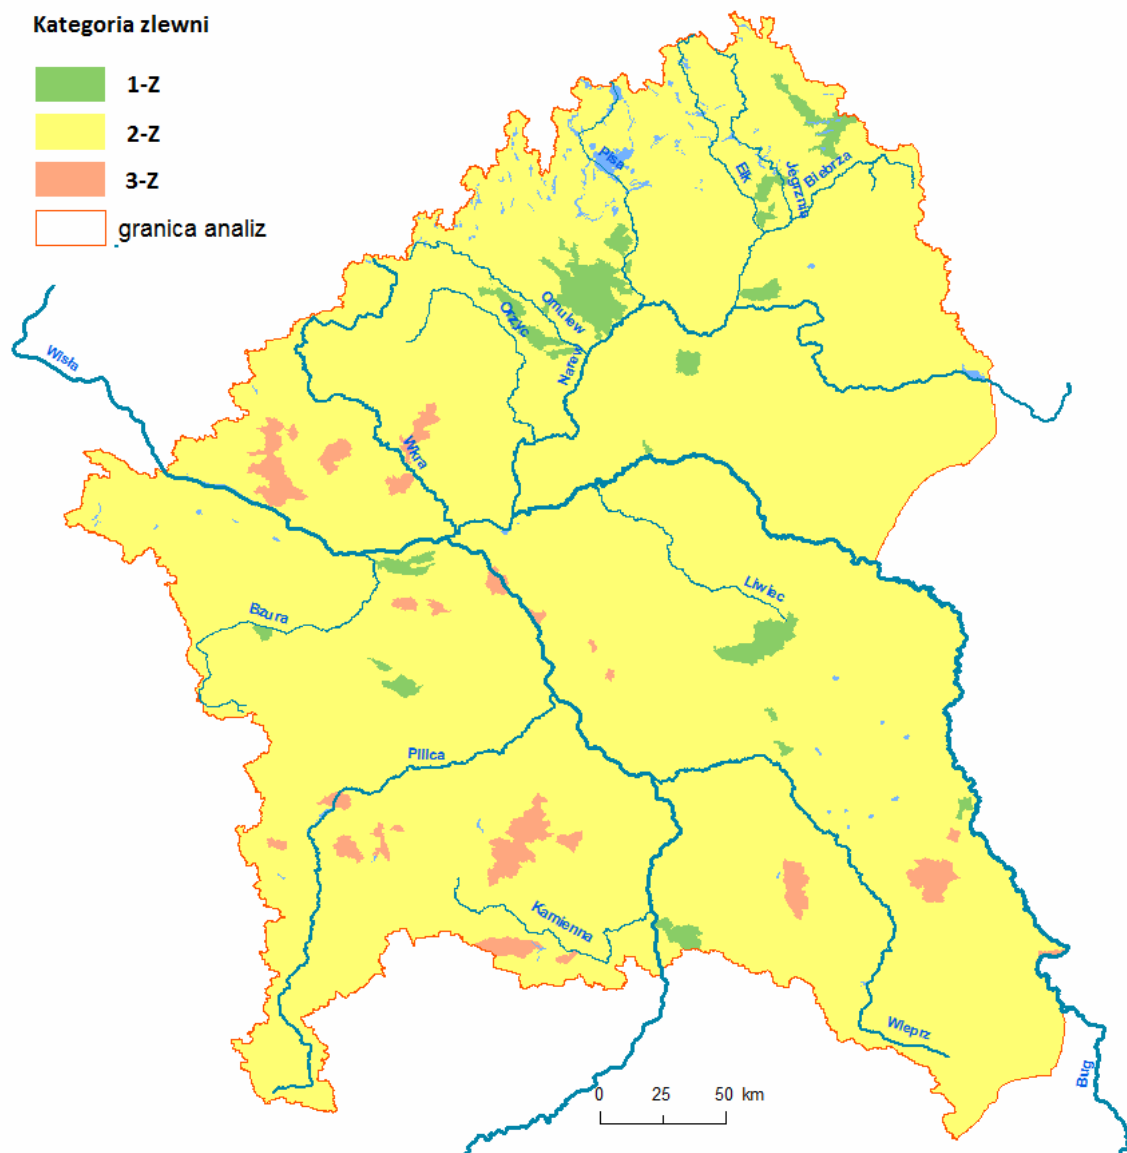 Kategoria zlewni
1-Z
2-Z
3-Z
granica analiz
Pisa
Ełk
Jegrznia
Biebrza
Omulew
Orzyc
Narew
Wisła
Wkra
Liwiec
Bzura
Pilica
Kamienna
Wieprz
Bug
0 25 50 km